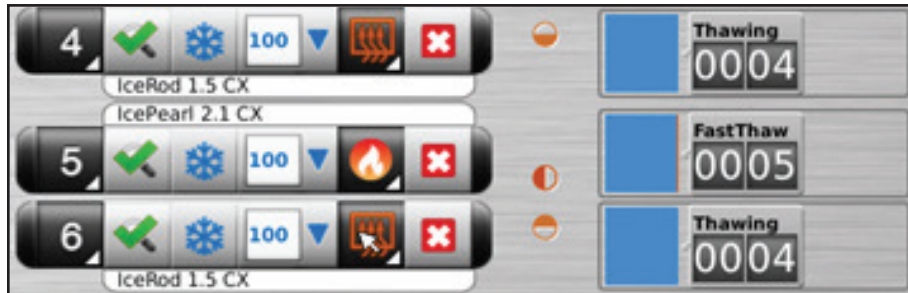 4 100 Thawing
0004
IceRod 1.5 CX
IcePearl 2.1 CX
5 100 FastThaw
0005
6 100 Thawing
0004
IceRod 1.5 CX